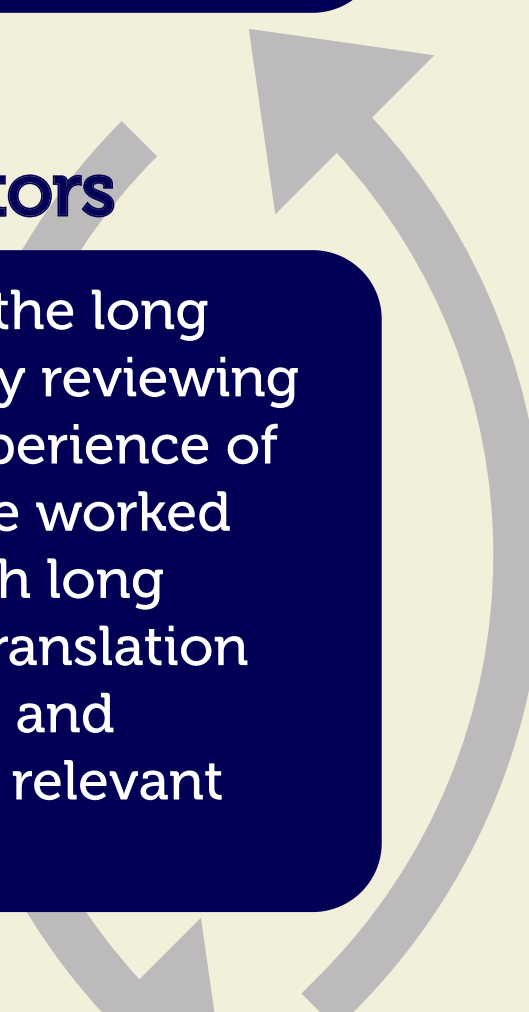 tors
the long
y reviewing
perience of
e worked
h long
ranslation
and
relevant